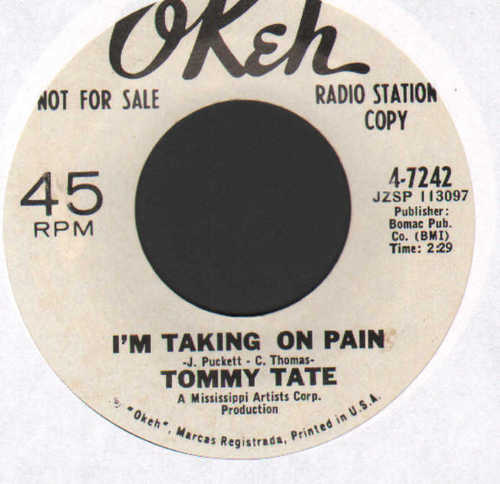 OKeh
NOT FOR SALE
RADIO STATION
COPY
45
RPM
4-7242
JZSP 113097
Publisher:
Bomac Pub.
Co. (BMI)
Time: 2:29
I'M TAKING ON PAIN
-J. Puckett - C. Thomas-
TOMMY TATE
A Mississippi Artists Corp.
Production
"Okeh", Marcas Registrada, Printed in U.S.A.